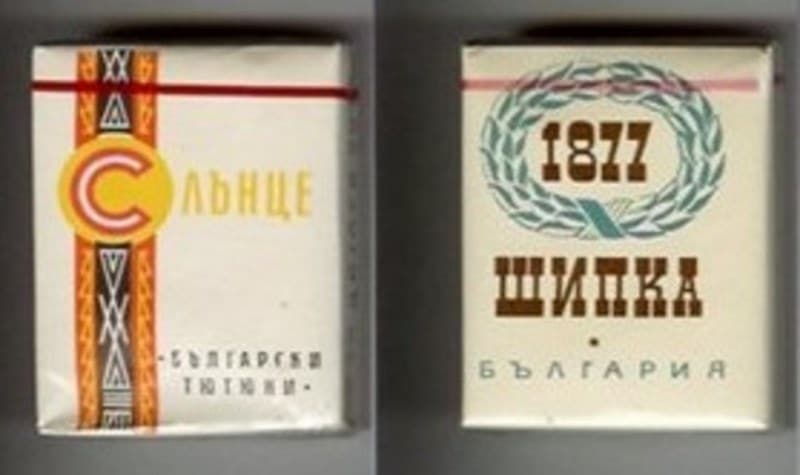 СЛЪНЦЕ
·БЪЛГАРСКИ
ТЮТЮНИ·
1877
ШИПКА
БЪЛГАРИЯ